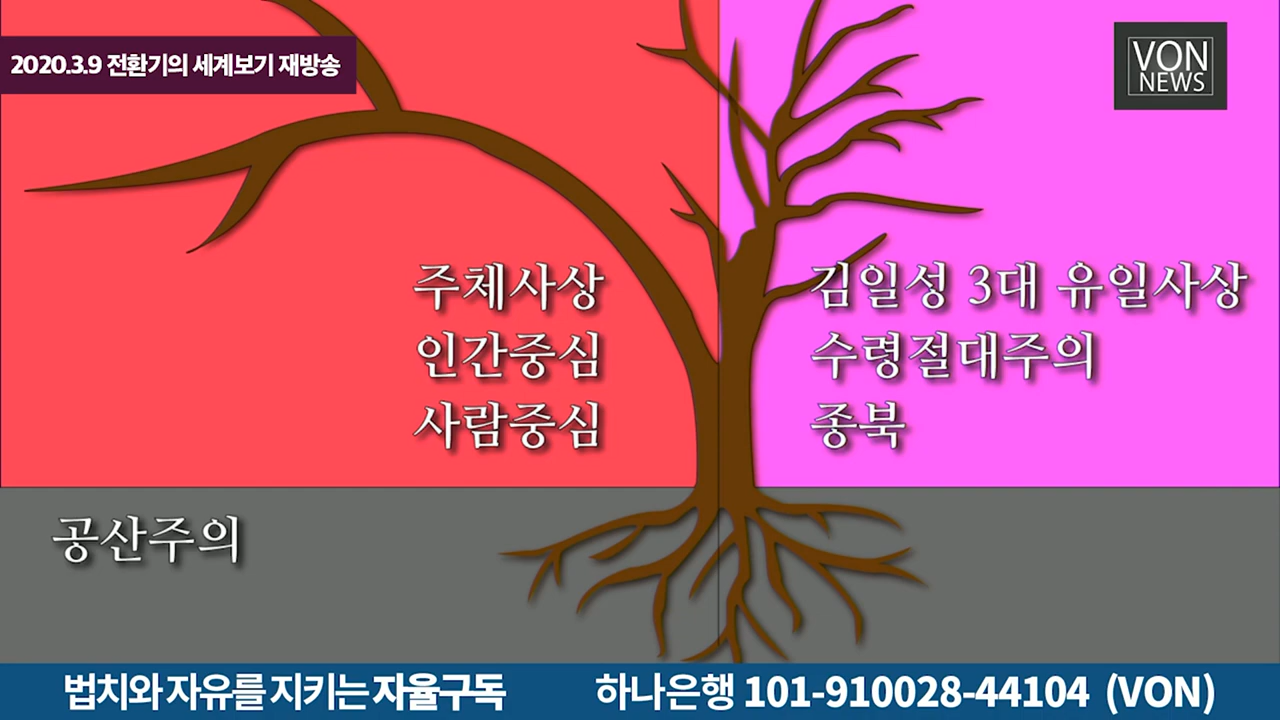 2020.3.9 전환기의 세계보기 재방송
VON
NEWS
주체사상
인간중심
사람중심
김일성 3대 유일사상
수령절대주의
종북
공산주의
법치와 자유를 지키는 자율구독
하나은행 101-910028-44104 (VON)